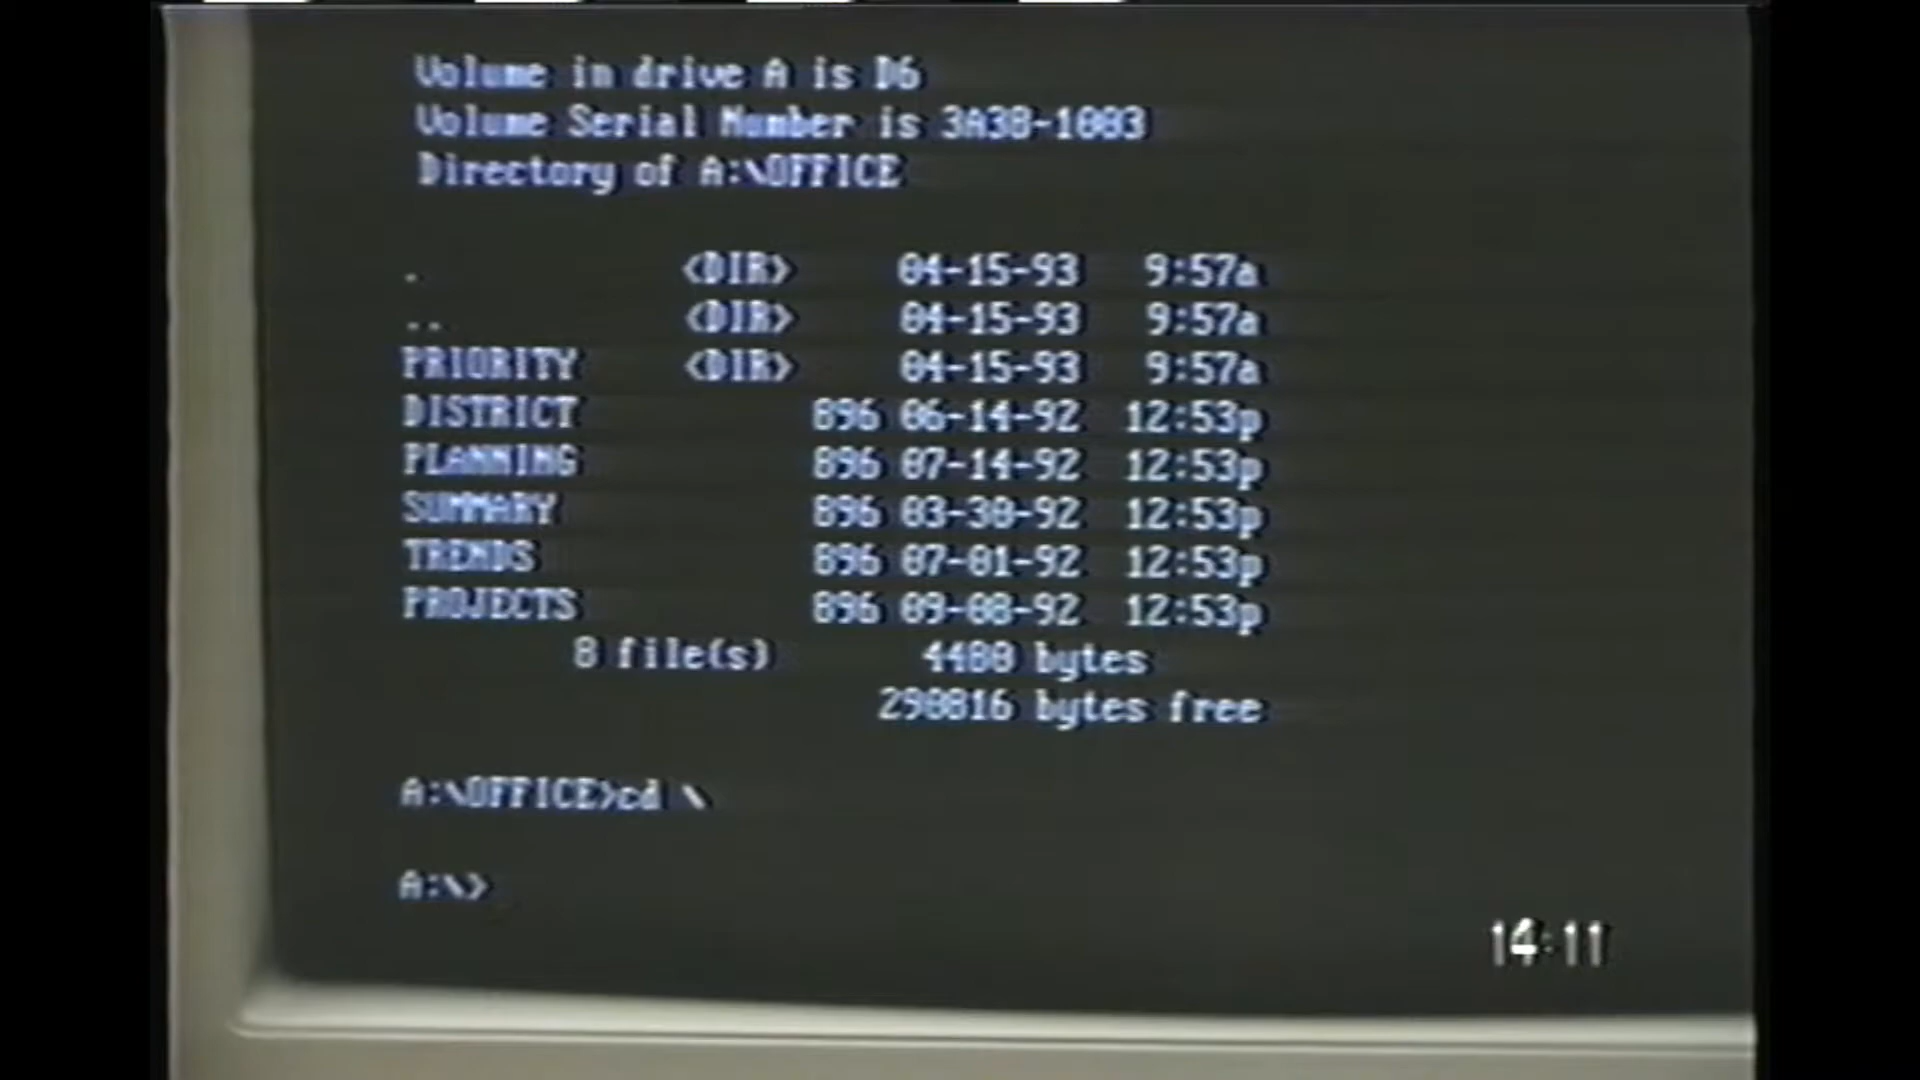 Volume in drive A is D6
Volume Serial Number is 3A38-1003
Directory of A:\OFFICE
. <DIR> 04-15-93 9:57a
.. <DIR> 04-15-93 9:57a
PRIORITY <DIR> 04-15-93 9:57a
DISTRICT 896 06-14-92 12:53p
PLANNING 896 07-14-92 12:53p
SUMMARY 896 03-30-92 12:53p
TRENDS 896 07-01-92 12:53p
PROJECTS 896 09-08-92 12:53p
8 file(s) 4480 bytes
290816 bytes free
A:\OFFICE>cd \
A:\>
14:11